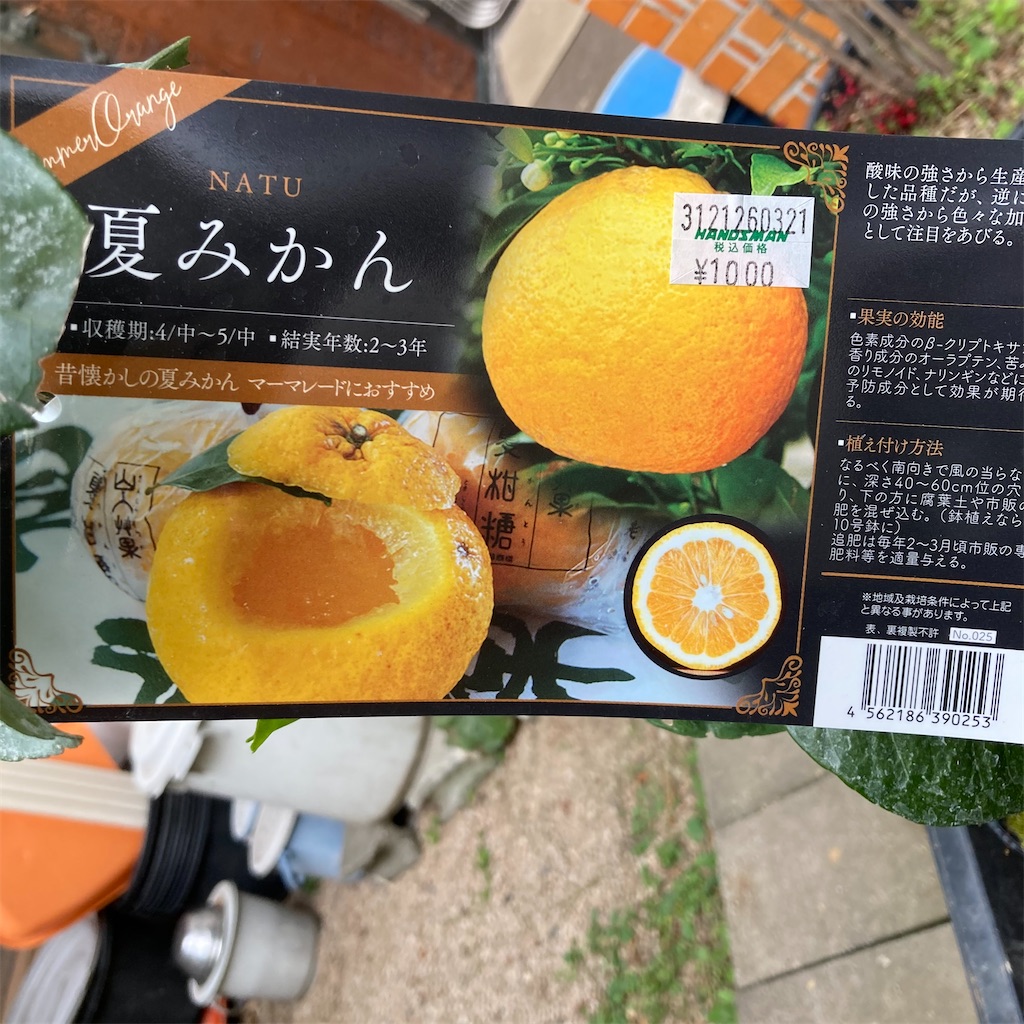 Orange
NATU
夏みかん
▪収穫期:4/中〜5/中 ▪結実年数:2〜3年
昔懐かしの夏みかん マーマレードにおすすめ
3121260321
HANDSMAN
税込価格
¥1000
柑糖
菓
酸味の強さから生産
した品種だが、逆に
の強さから色々な加
として注目をあびる。
▪果実の効能
色素成分のβ-クリプトキサ
香り成分のオーラプテン、苦み
のリモノイド、ナリンギンなどに
予防成分として効果が期待
る。
▪植え付け方法
なるべく南向きで風の当らな
に、深さ40〜60cm位の穴
り、下の方に腐葉土や市販の
肥を混ぜ込む。(鉢植えなら
10号鉢に)
追肥は毎年2〜3月頃市販の専
肥料等を適量与える。
※地域及栽培条件によって上記
と異なる事があります。
表、裏複製不許 No.025
4 562186 390253